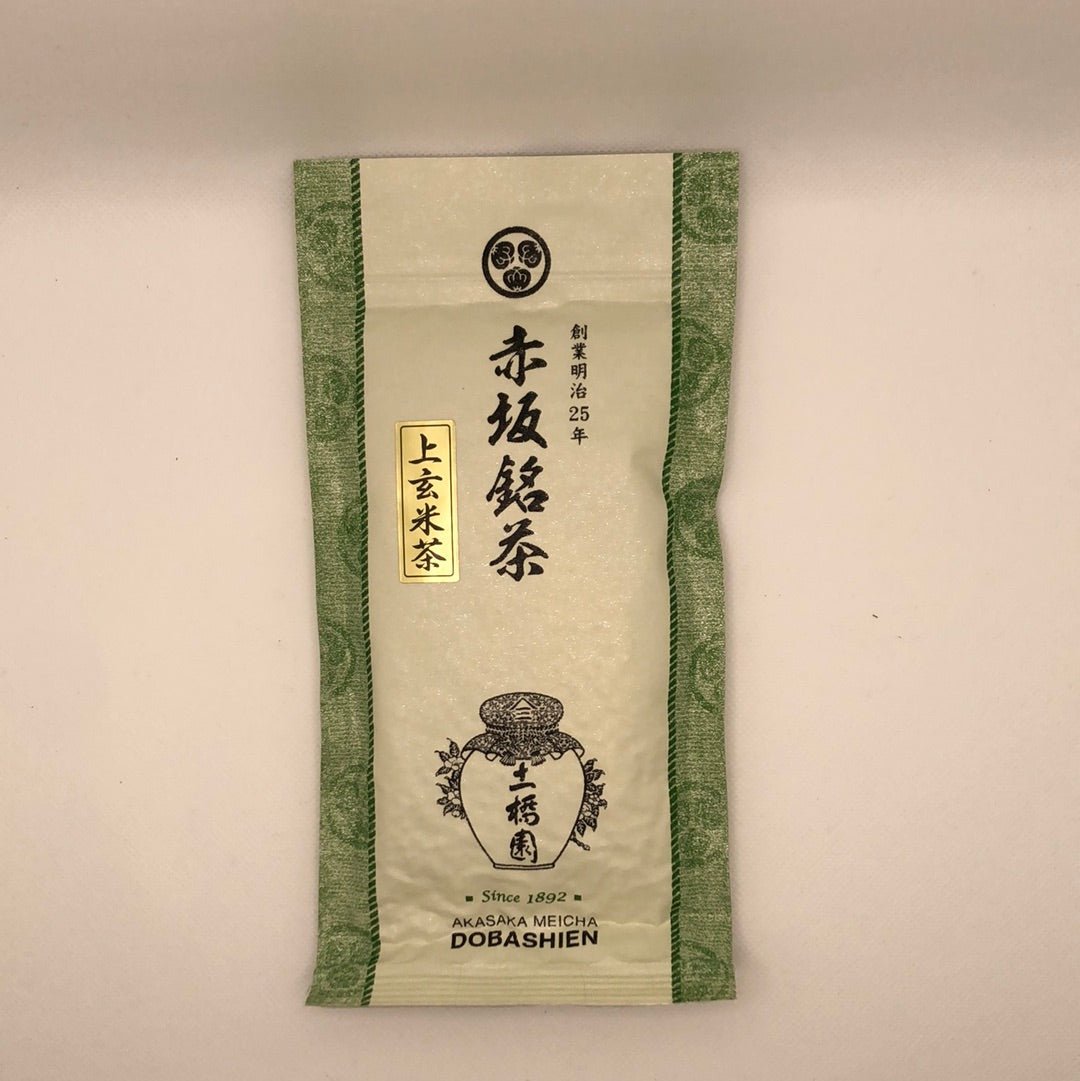 創業明治25年
赤坂銘茶
上玄米茶
三
土橋園
Since 1892
AKASAKA MEICHA
DOBASHIEN